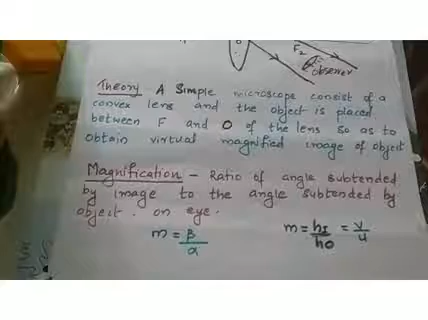 O
F2
observer
Theory A Simple microscope consist of a
convex lens and the object is placed
between F and O of the lens so as to
obtain virtual magnified image of object
Magnification - Ratio of angle subtended
by image to the angle subtended by
object. on eye.
m = β/α
m = hI/ho = v/u